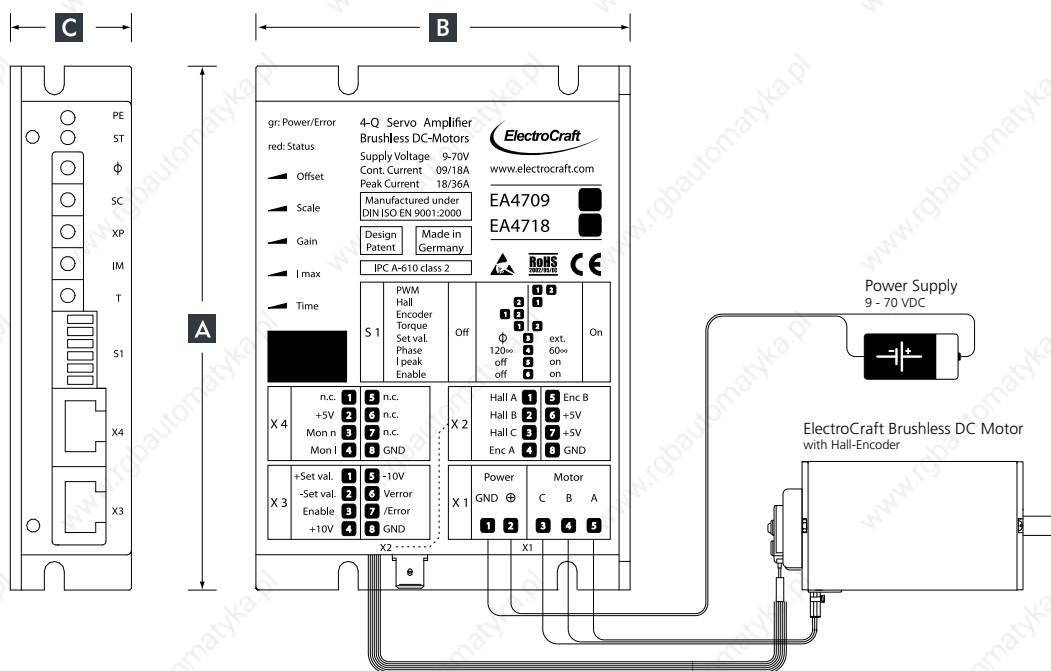 C
B
A
PE
ST
ϕ
SC
XP
IM
T
S1
X4
X3
gr: Power/Error
red: Status
Offset
Scale
Gain
I max
Time
4-Q Servo Amplifier
Brushless DC-Motors
Supply Voltage 9-70V
Cont. Current 09/18A
Peak Current 18/36A
Manufactured under
DIN ISO EN 9001:2000
Design
Patent
Made in
Germany
IPC A-610 class 2
ElectroCraft
www.electrocraft.com
EA4709
EA4718
RoHS
2002/95/EC
CE
S 1
Off
On
PWM 1 2
Hall 2 1
Encoder 1 2
Torque 1 2
Set val. ϕ 3 ext.
Phase 120∞ 4 60∞
I peak off 5 on
Enable off 6 on
X 4
n.c. 1 5 n.c.
+5V 2 6 n.c.
Mon n 3 7 n.c.
Mon I 4 8 GND
X 2
Hall A 1 5 Enc B
Hall B 2 6 +5V
Hall C 3 7 +5V
Enc A 4 8 GND
X 3
+Set val. 1 5 -10V
-Set val. 2 6 Verror
Enable 3 7 /Error
+10V 4 8 GND
X 1
Power Motor
GND ⊕ C B A
1 2 3 4 5
X2
X1
Power Supply
9 - 70 VDC
- +
ElectroCraft Brushless DC Motor
with Hall-Encoder
www.rgbautomatyka.pl